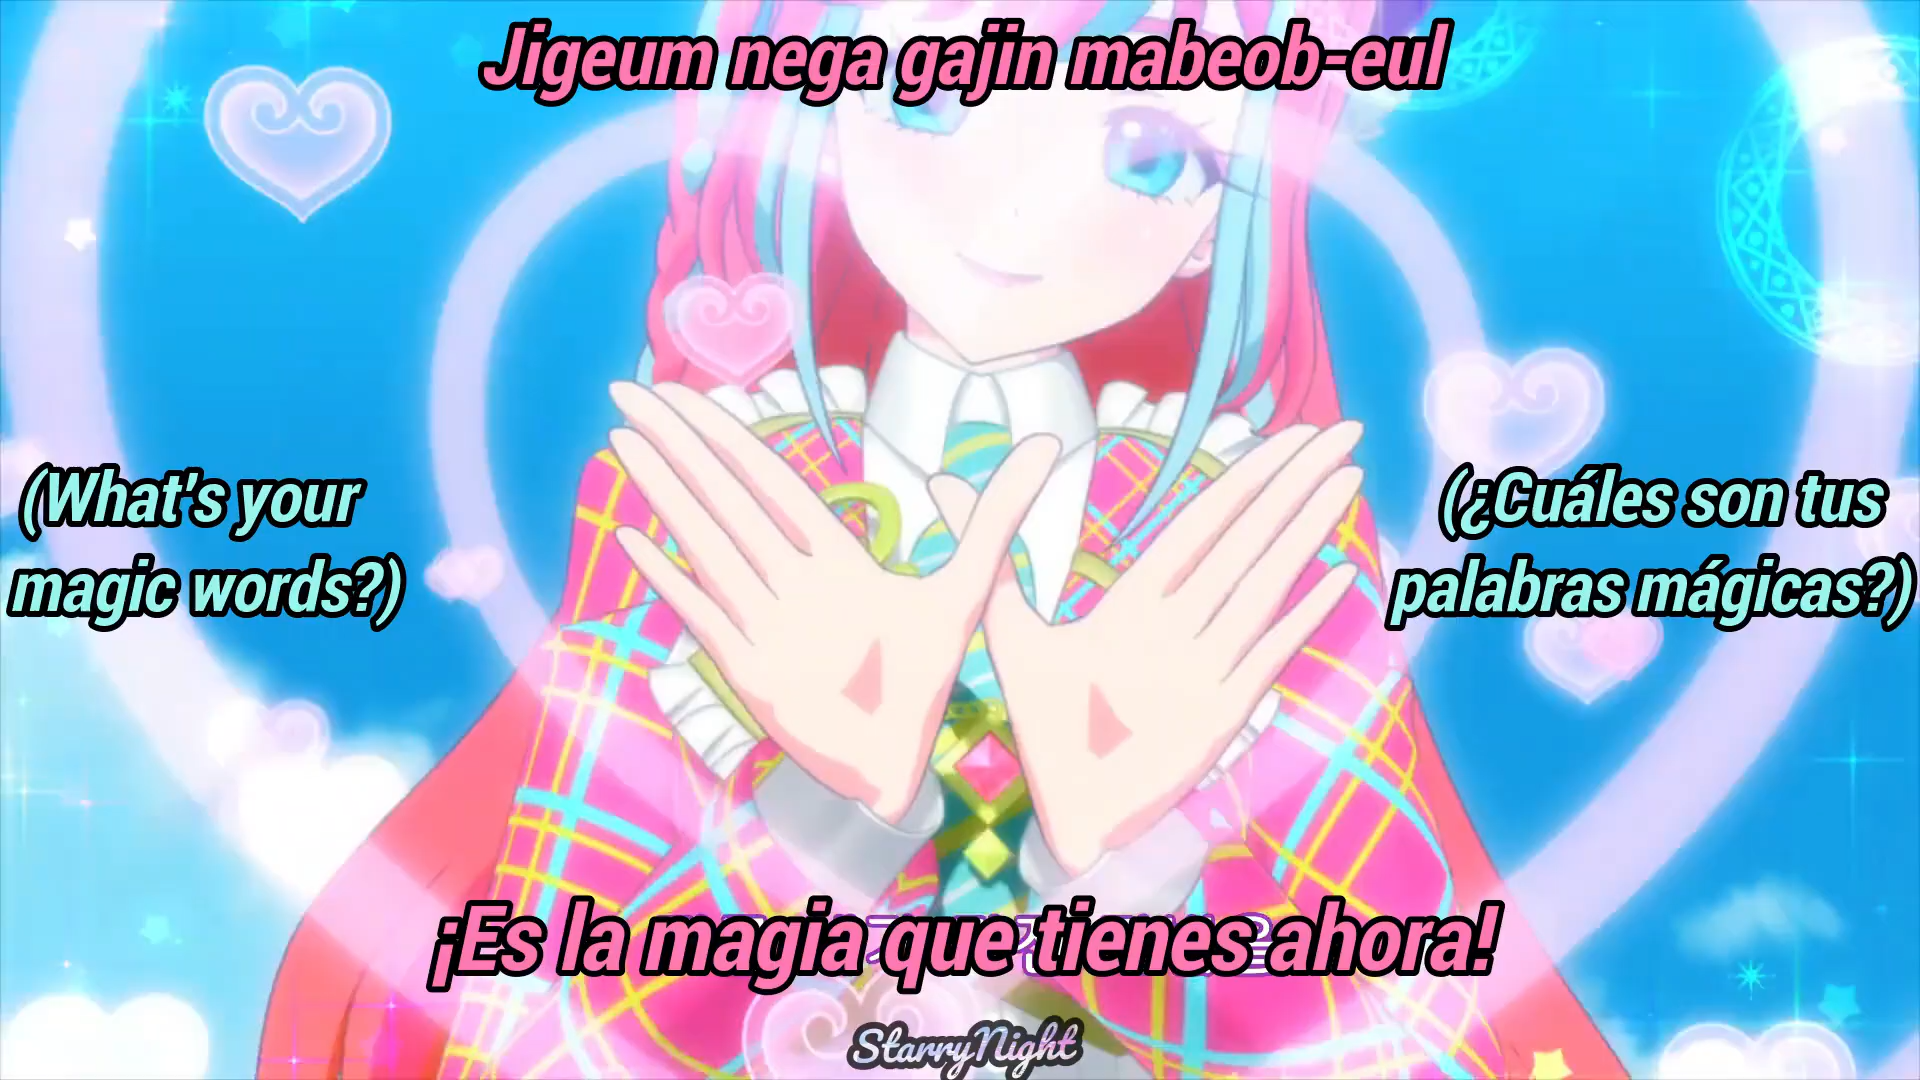 Jigeum nega gajin mabeob-eul
(What's your
magic words?)
(¿Cuáles son tus
palabras mágicas?)
¡Es la magia que tienes ahora!
StarryNight